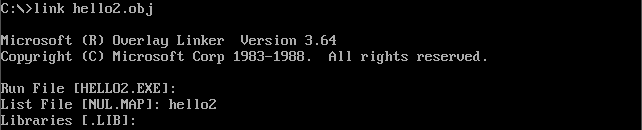 C:\>link hello2.obj
Microsoft (R) Overlay Linker  Version 3.64
Copyright (C) Microsoft Corp 1983-1988.  All rights reserved.
Run File [HELLO2.EXE]:
List File [NUL.MAP]: hello2
Libraries [.LIB]: